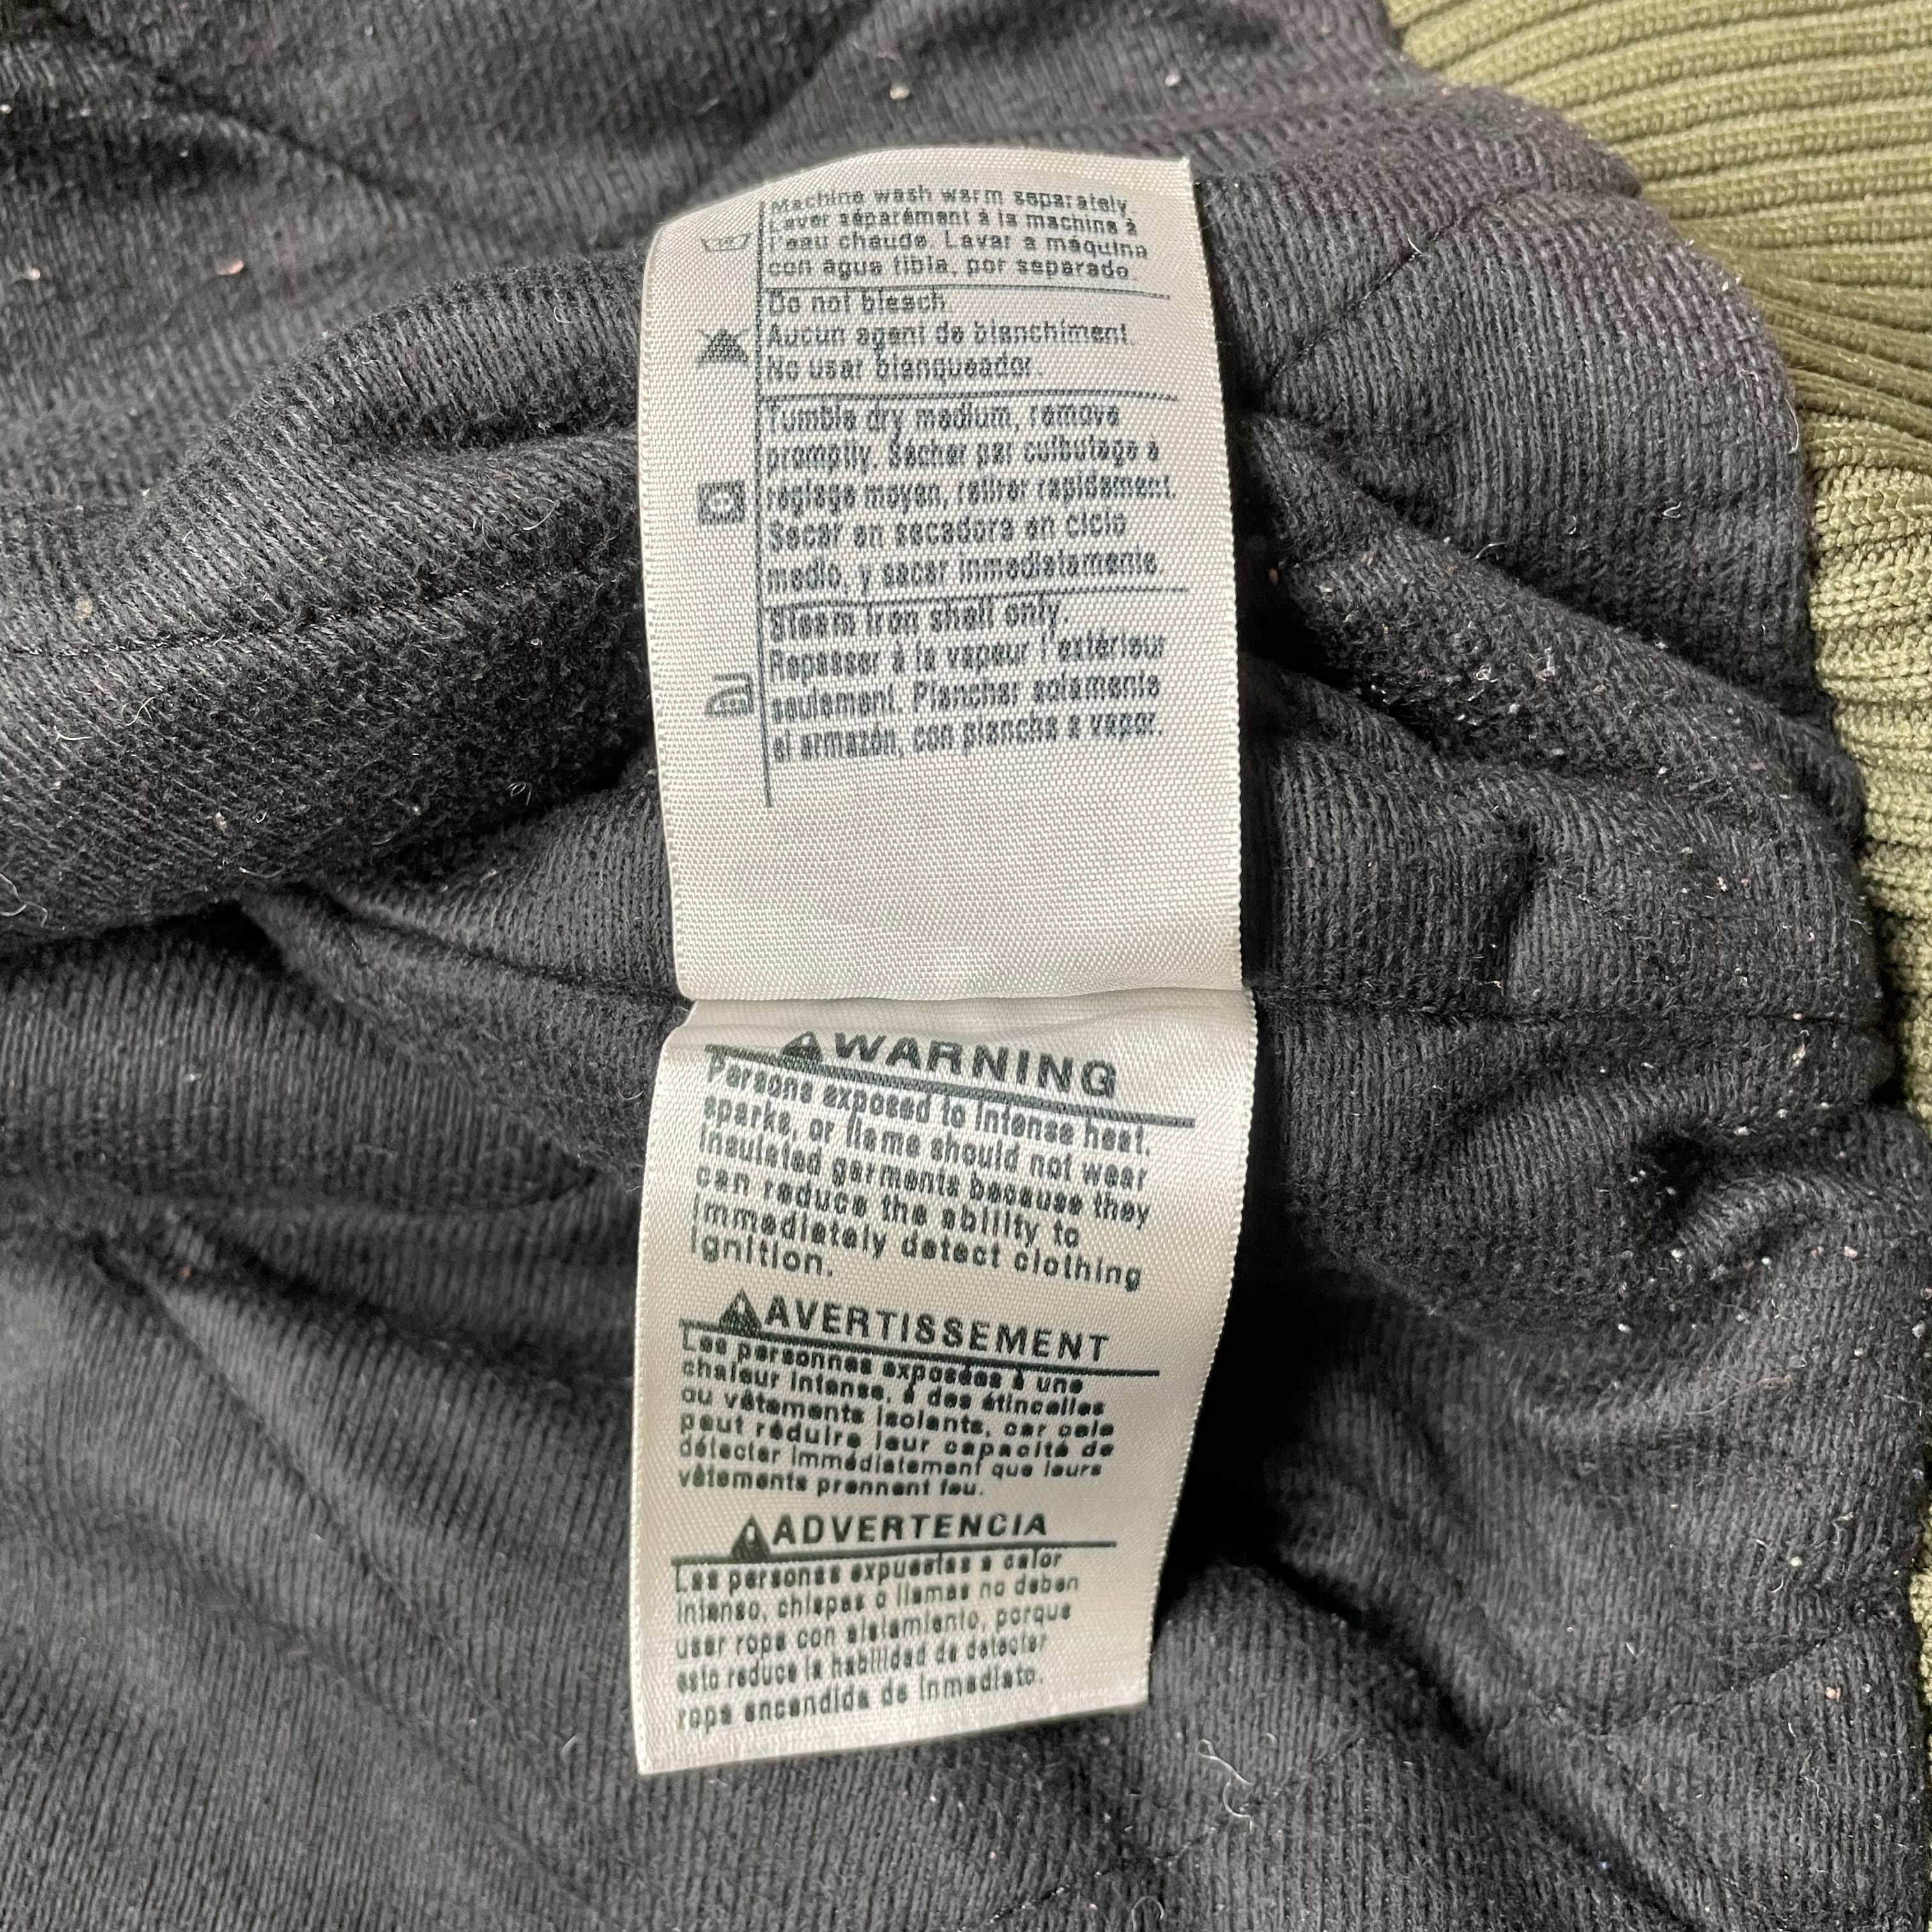 Machine wash warm separately.
Laver séparément à la machine à
l'eau chaude. Lavar a máquina
con agua tibia, por separado.
Do not bleach
Aucun agent de blanchiment.
No usar blanqueador.
Tumble dry medium, remove
promptly. Sécher par culbutage à
réglage moyen, retirer rapidement.
Secar en secadora en ciclo
medio, y sacar inmediatamente.
Steam iron shell only.
Repasser à la vapeur l'extérieur
seulement. Planchar solamente
el armazón, con plancha a vapor.
WARNING
Persons exposed to intense heat,
sparks, or flame should not wear
insulated garments because they
can reduce the ability to
immediately detect clothing
ignition.
AVERTISSEMENT
Les personnes exposées à une
chaleur intense, à des étincelles
ou vêtements isolants, car cela
peut réduire leur capacité de
détecter immédiatement que leurs
vêtements prennent feu.
ADVERTENCIA
Las personas expuestas a calor
intenso, chispas o llamas no deben
usar ropa con aislamiento, porque
esto reduce la habilidad de detectar
ropa encendida de inmediato.